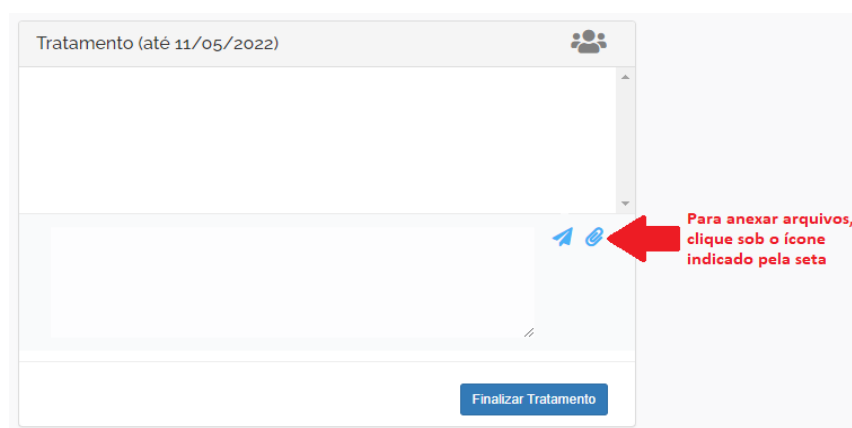 Tratamento (até 11/05/2022)
Para anexar arquivos,
clique sob o ícone
indicado pela seta
Finalizar Tratamento